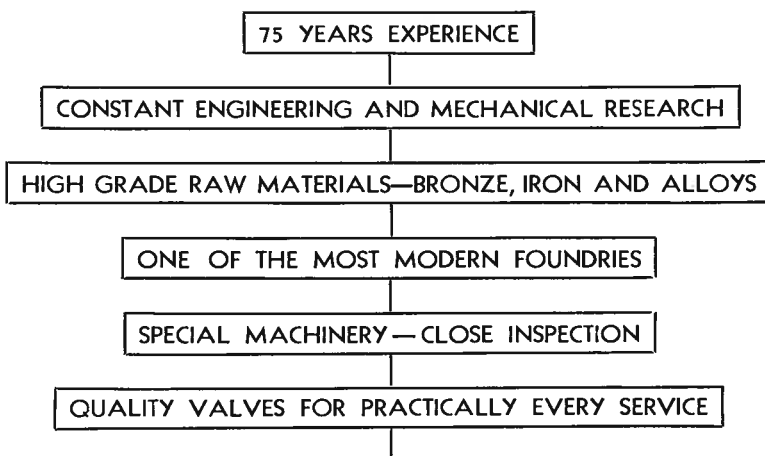 75 YEARS EXPERIENCE
CONSTANT ENGINEERING AND MECHANICAL RESEARCH
HIGH GRADE RAW MATERIALS—BRONZE, IRON AND ALLOYS
ONE OF THE MOST MODERN FOUNDRIES
SPECIAL MACHINERY—CLOSE INSPECTION
QUALITY VALVES FOR PRACTICALLY EVERY SERVICE